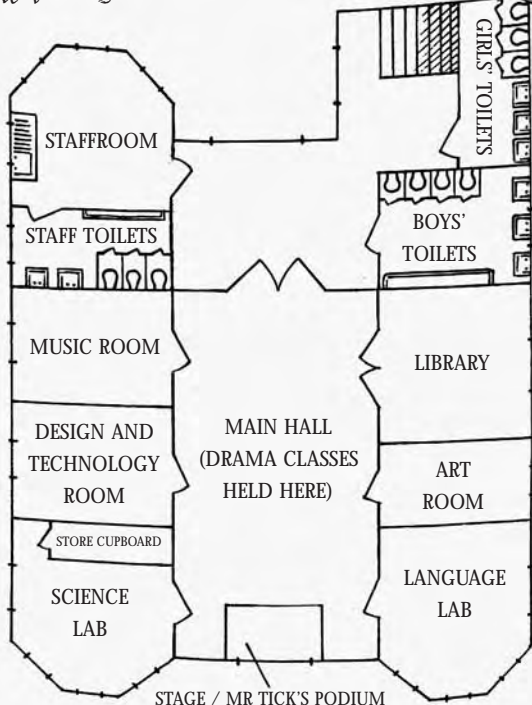 GIRLS' TOILETS
STAFFROOM
STAFF TOILETS
BOYS'
TOILETS
MUSIC ROOM
LIBRARY
DESIGN AND
TECHNOLOGY
ROOM
MAIN HALL
(DRAMA CLASSES
HELD HERE)
ART
ROOM
STORE CUPBOARD
SCIENCE
LAB
LANGUAGE
LAB
STAGE / MR TICK'S PODIUM